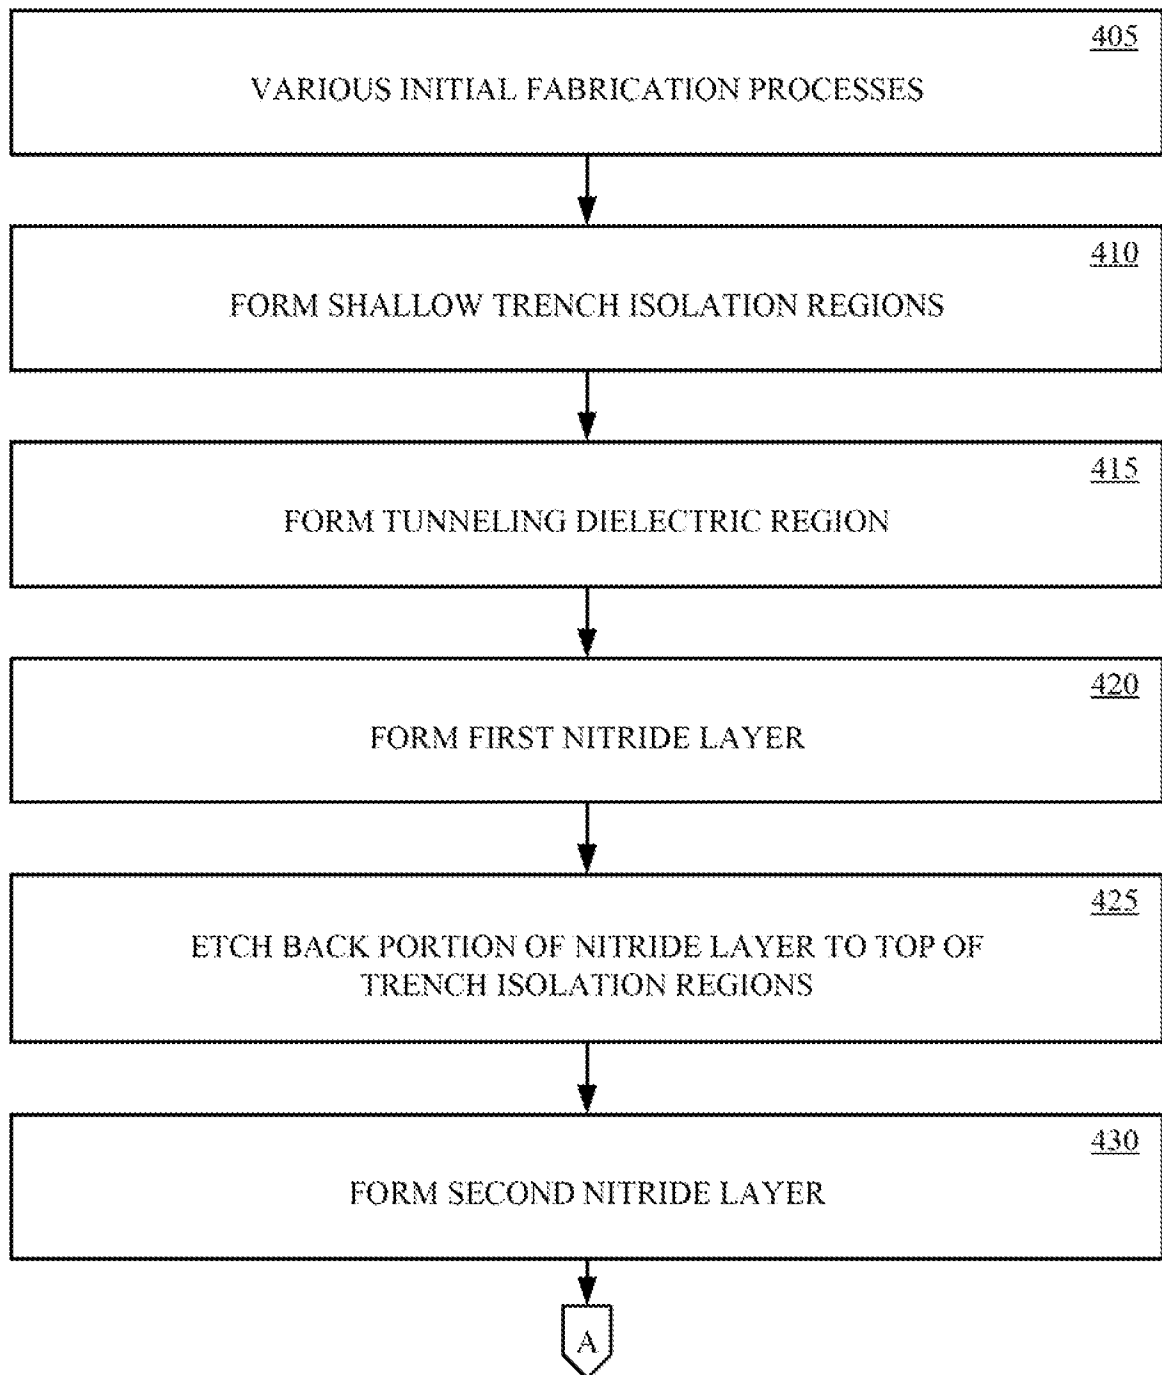 405
VARIOUS INITIAL FABRICATION PROCESSES
410
FORM SHALLOW TRENCH ISOLATION REGIONS
415
FORM TUNNELING DIELECTRIC REGION
420
FORM FIRST NITRIDE LAYER
425
ETCH BACK PORTION OF NITRIDE LAYER TO TOP OF
TRENCH ISOLATION REGIONS
430
FORM SECOND NITRIDE LAYER
A